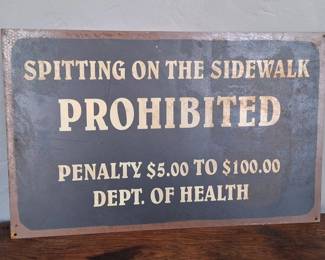 SPITTING ON THE SIDEWALK
PROHIBITED
PENALTY $5.00 TO $100.00
DEPT. OF HEALTH